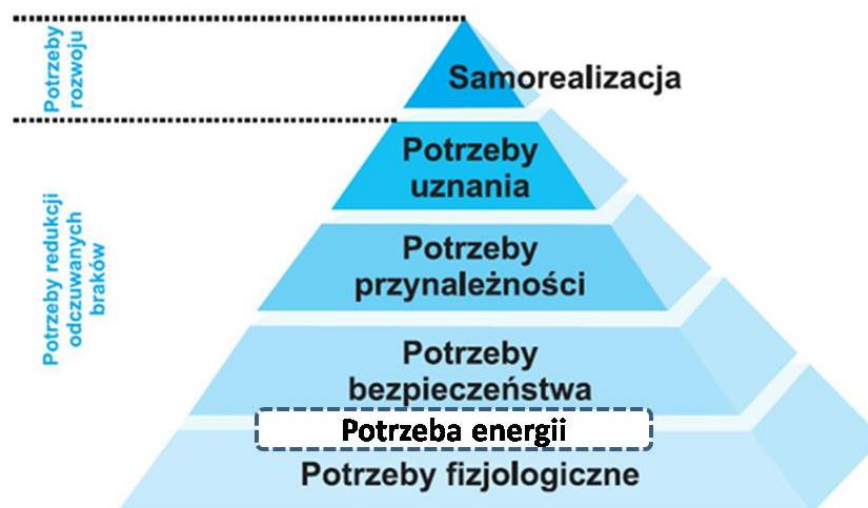 Potrzeby
rozwoju
Samorealizacja
Potrzeby
uznania
Potrzeby redukcji
odczuwanych
braków
Potrzeby
przynależności
Potrzeby
bezpieczeństwa
Potrzeba energii
Potrzeby fizjologiczne